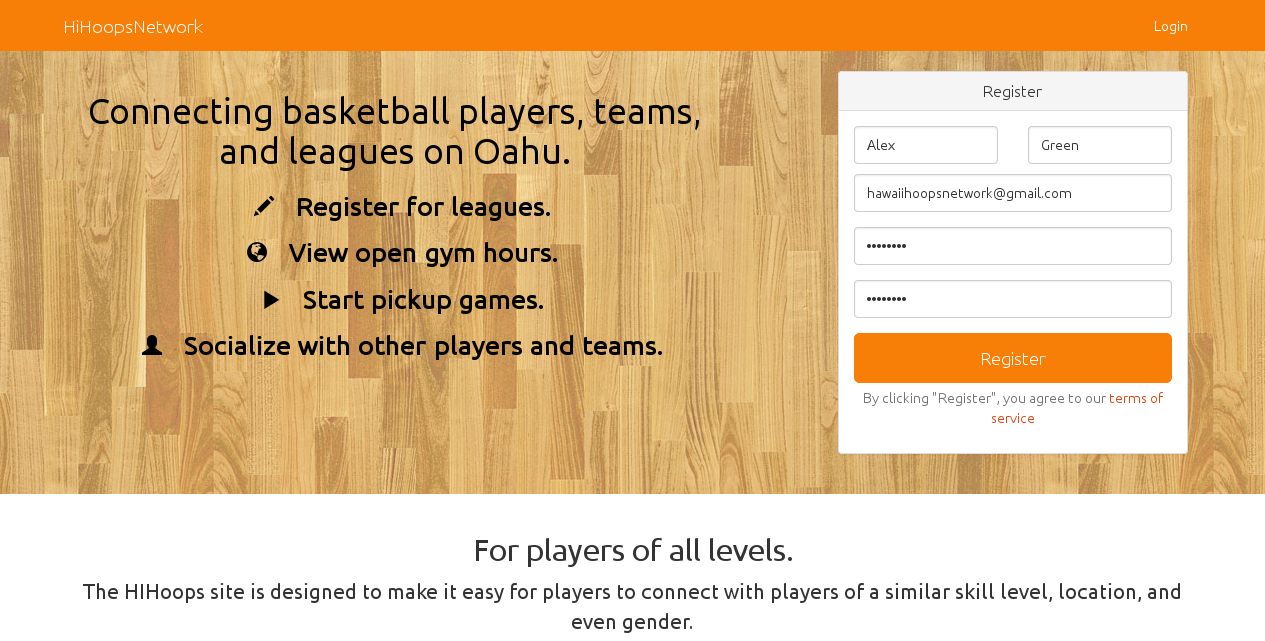 HiHoopsNetwork
Login
Connecting basketball players, teams,
and leagues on Oahu.
Register for leagues.
View open gym hours.
Start pickup games.
Socialize with other players and teams.
Register
Alex
Green
hawaiihoopsnetwork@gmail.com
••••••••
••••••••
Register
By clicking "Register", you agree to our terms of
service
For players of all levels.
The HIHoops site is designed to make it easy for players to connect with players of a similar skill level, location, and
even gender.